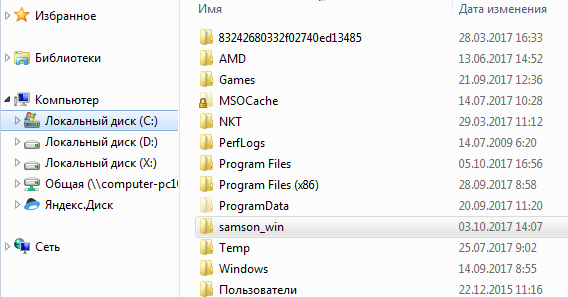 Имя Дата изменения
Избранное
Библиотеки
Компьютер
Локальный диск (C:)
Локальный диск (D:)
Локальный диск (X:)
Общая (\\computer-pc10
Яндекс.Диск
Сеть
83242680332f02740ed13485 28.03.2017 16:33
AMD 13.06.2017 14:52
Games 21.09.2017 12:36
MSOCache 14.07.2017 10:28
NKT 29.03.2017 11:12
PerfLogs 14.07.2009 6:20
Program Files 05.10.2017 16:56
Program Files (x86) 28.09.2017 8:58
ProgramData 20.09.2017 11:20
samson_win 03.10.2017 14:07
Temp 25.07.2017 9:02
Windows 14.09.2017 8:55
Пользователи 22.12.2015 11:16